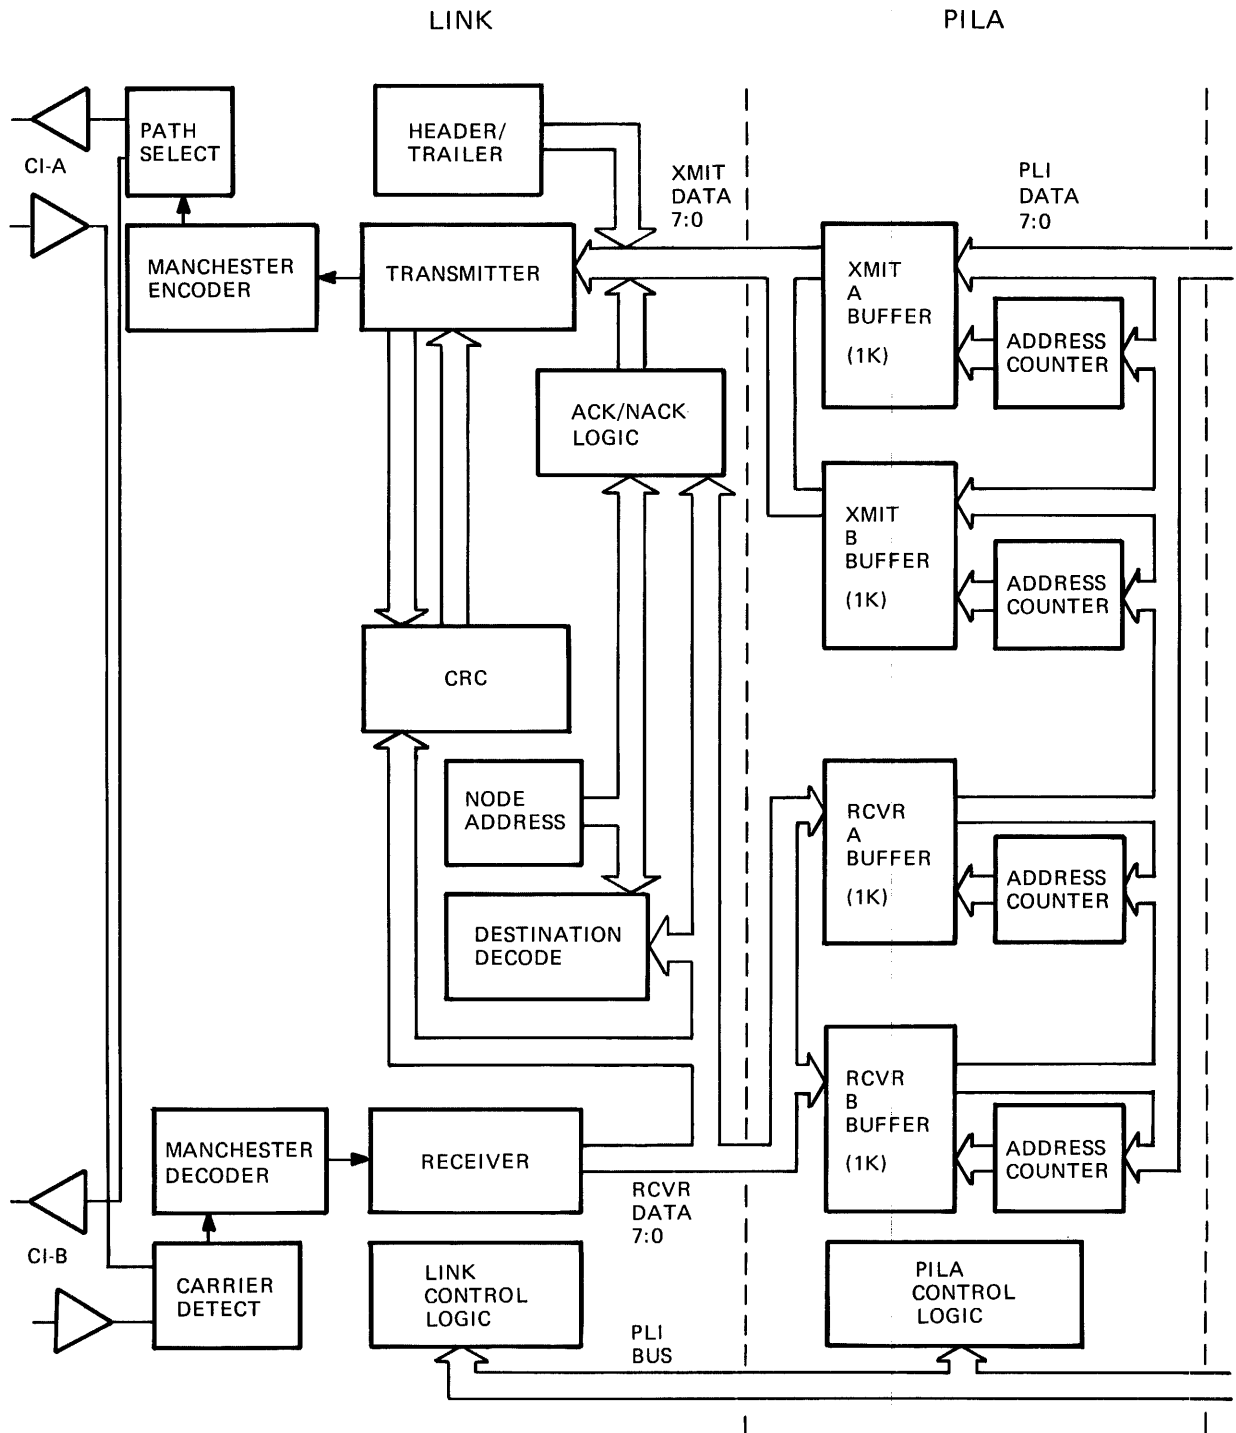 LINK
PILA
PATH
SELECT
HEADER/
TRAILER
CI-A
XMIT
DATA
7:0
PLI
DATA
7:0
MANCHESTER
ENCODER
TRANSMITTER
XMIT
A
BUFFER
(1K)
ADDRESS
COUNTER
ACK/NACK
LOGIC
XMIT
B
BUFFER
(1K)
ADDRESS
COUNTER
CRC
NODE
ADDRESS
RCVR
A
BUFFER
(1K)
ADDRESS
COUNTER
DESTINATION
DECODE
RCVR
B
BUFFER
(1K)
ADDRESS
COUNTER
MANCHESTER
DECODER
RECEIVER
RCVR
DATA
7:0
CI-B
CARRIER
DETECT
LINK
CONTROL
LOGIC
PILA
CONTROL
LOGIC
PLI
BUS